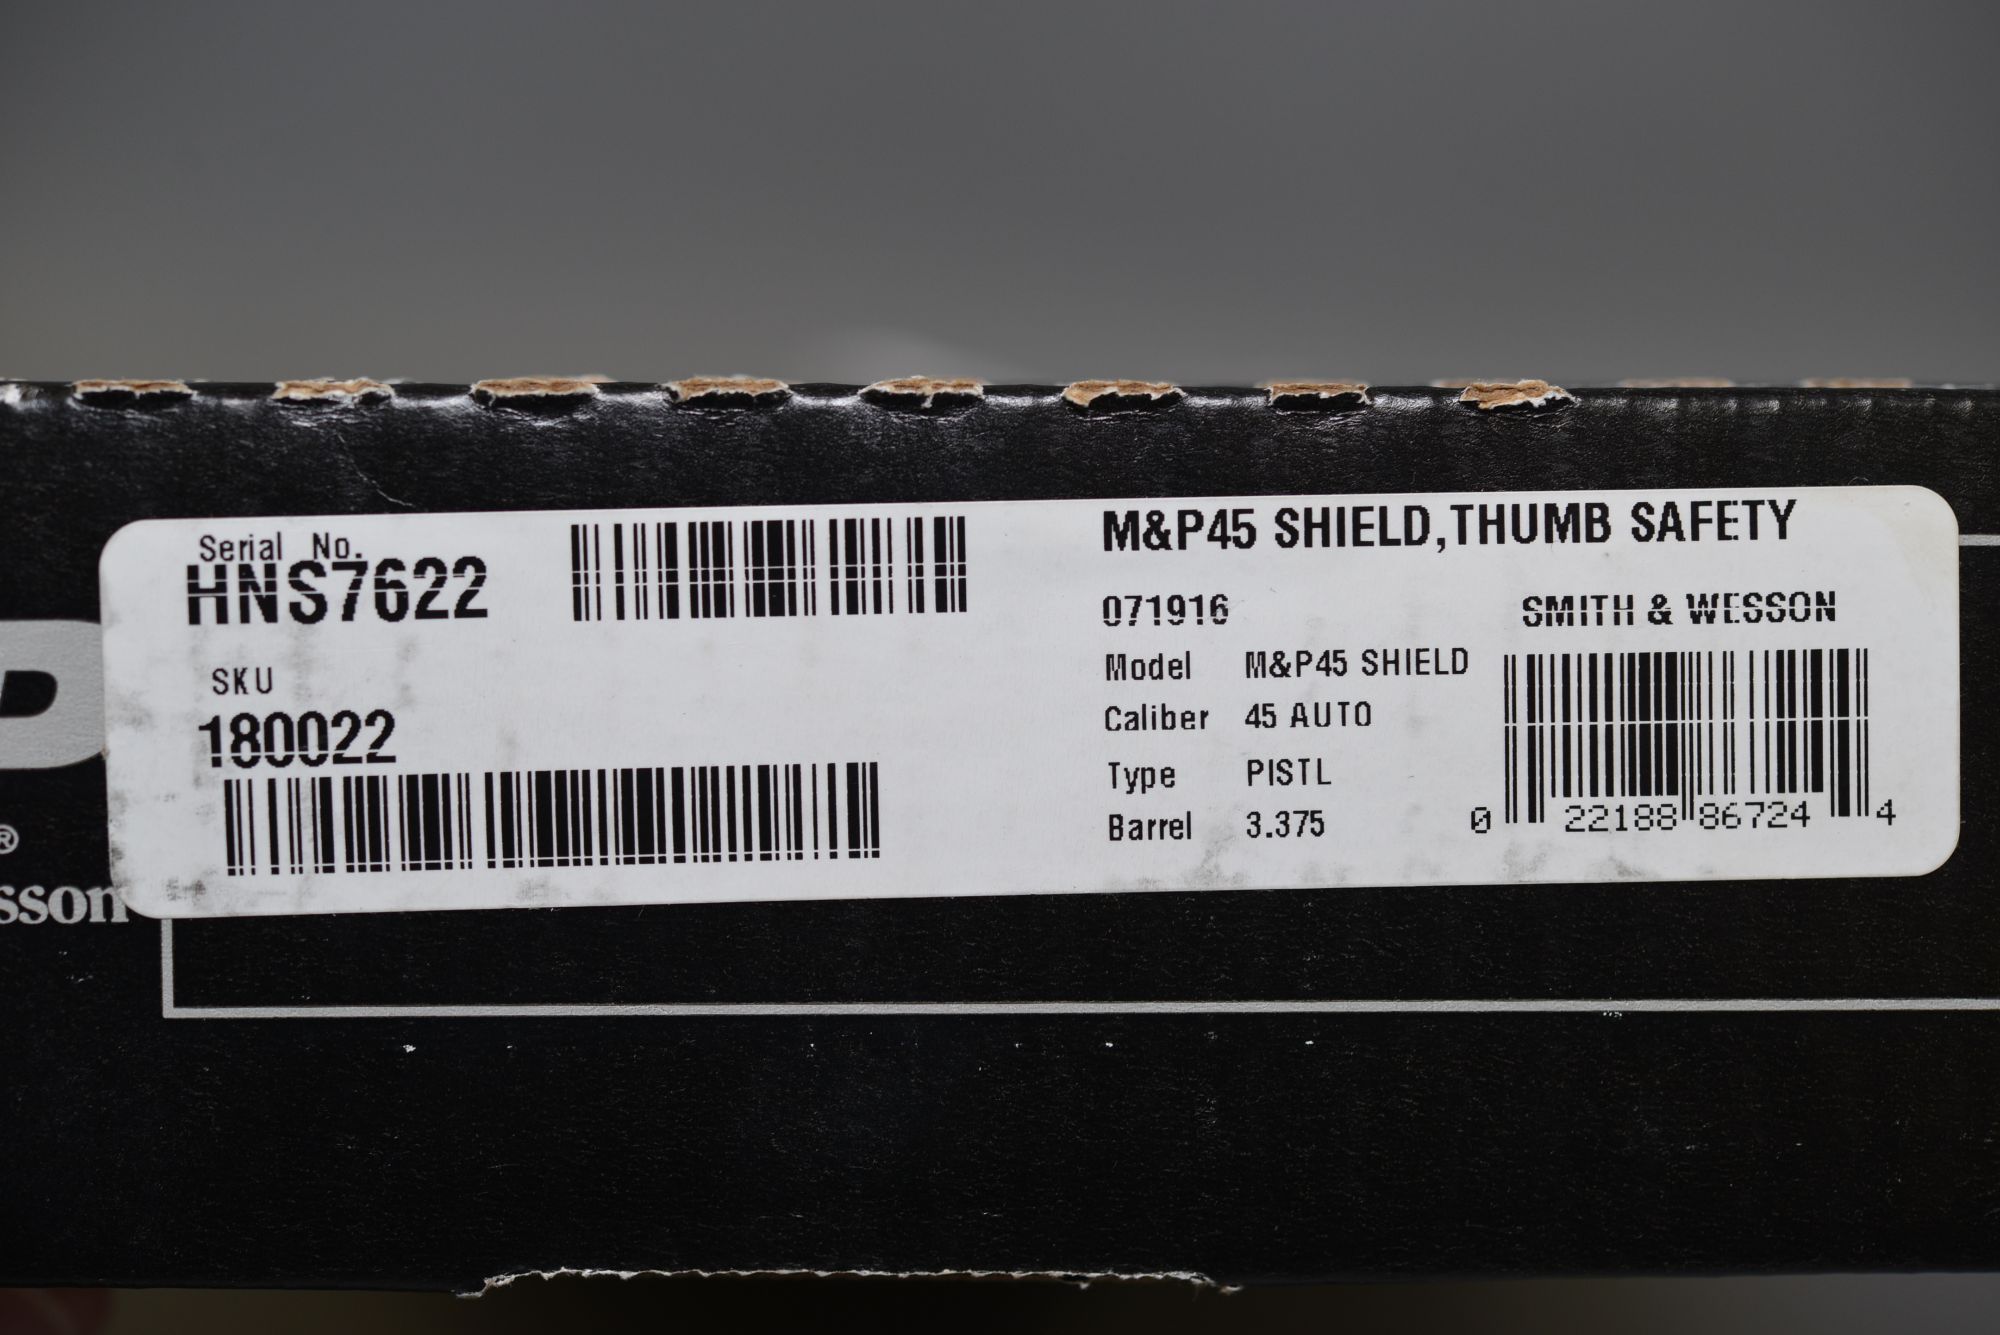 Serial No.
HNS7622
SKU
180022
M&P45 SHIELD,THUMB SAFETY
071916
SMITH & WESSON
Model M&P45 SHIELD
Caliber 45 AUTO
Type PISTL
Barrel 3.375
0 22188 86724 4
®
sson